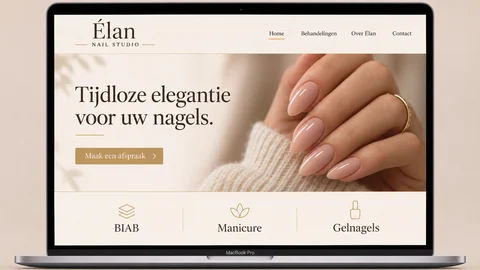 Élan
NAIL STUDIO
Home
Behandelingen
Over Élan
Contact
Tijdloze elegantie
voor uw nagels.
Maak een afspraak
BIAB
Manicure
Gelnagels
MacBook Pro